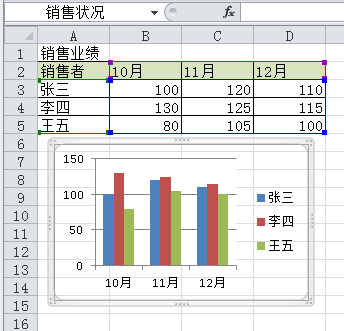 销售状况 fx
A B C D
1 销售业绩
2 销售者 10月 11月 12月
3 张三 100 120 110
4 李四 130 125 115
5 王五 80 105 100
6
7
8
9
10
11
12
13
14
15
16
150
100
50
0
10月 11月 12月
张三
李四
王五